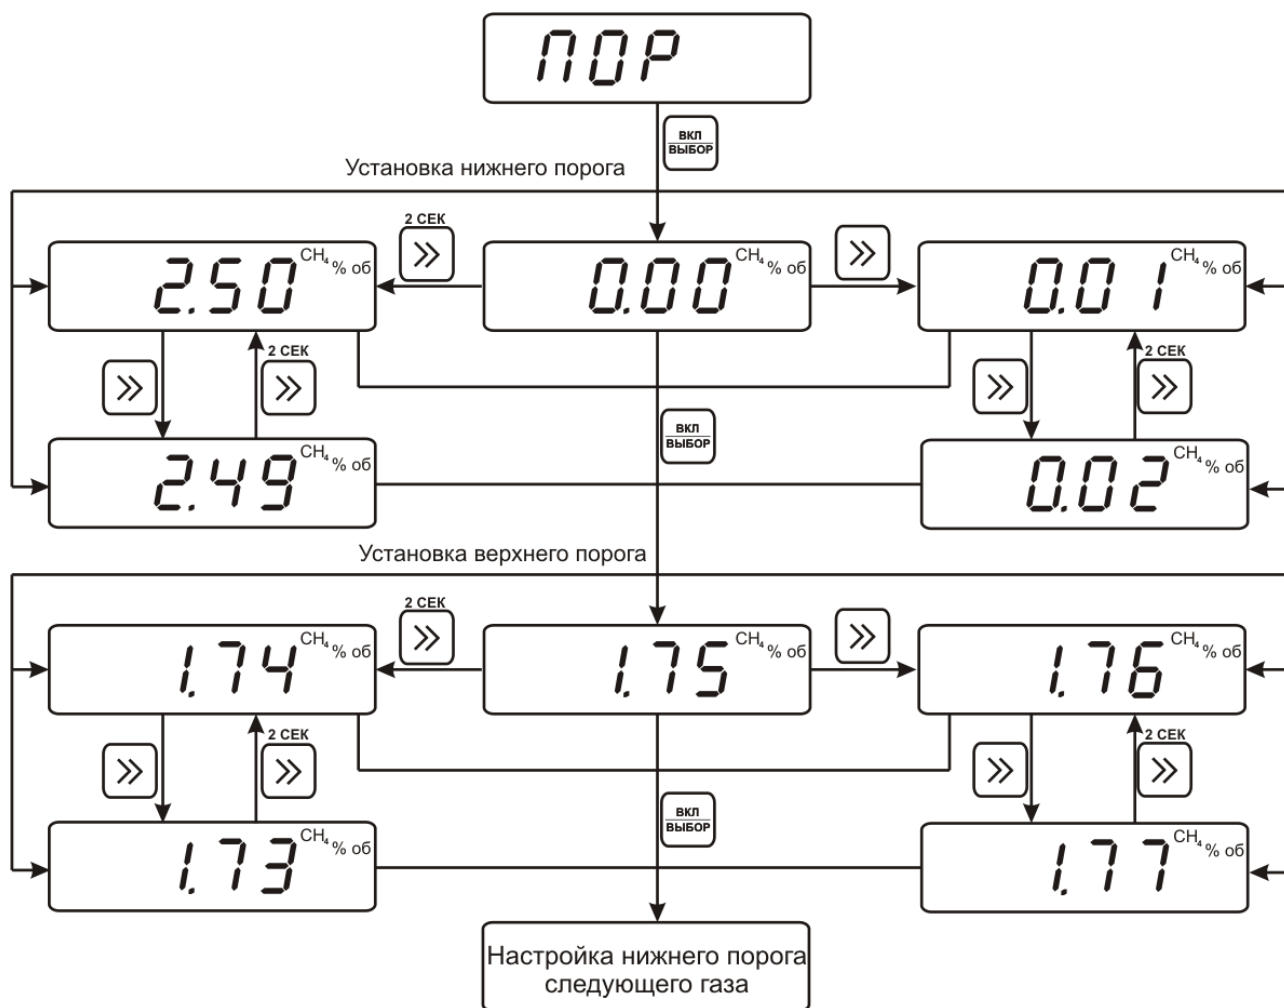 ПОР
ВКЛ
ВЫБОР
Установка нижнего порога
2 СЕК
»
»
2.50 CH₄ % об
0.00 CH₄ % об
0.01 CH₄ % об
»
2 СЕК
»
»
2 СЕК
»
ВКЛ
ВЫБОР
2.49 CH₄ % об
0.02 CH₄ % об
Установка верхнего порога
2 СЕК
»
»
1.74 CH₄ % об
1.75 CH₄ % об
1.76 CH₄ % об
»
2 СЕК
»
»
2 СЕК
»
ВКЛ
ВЫБОР
1.73 CH₄ % об
1.77 CH₄ % об
Настройка нижнего порога
следующего газа